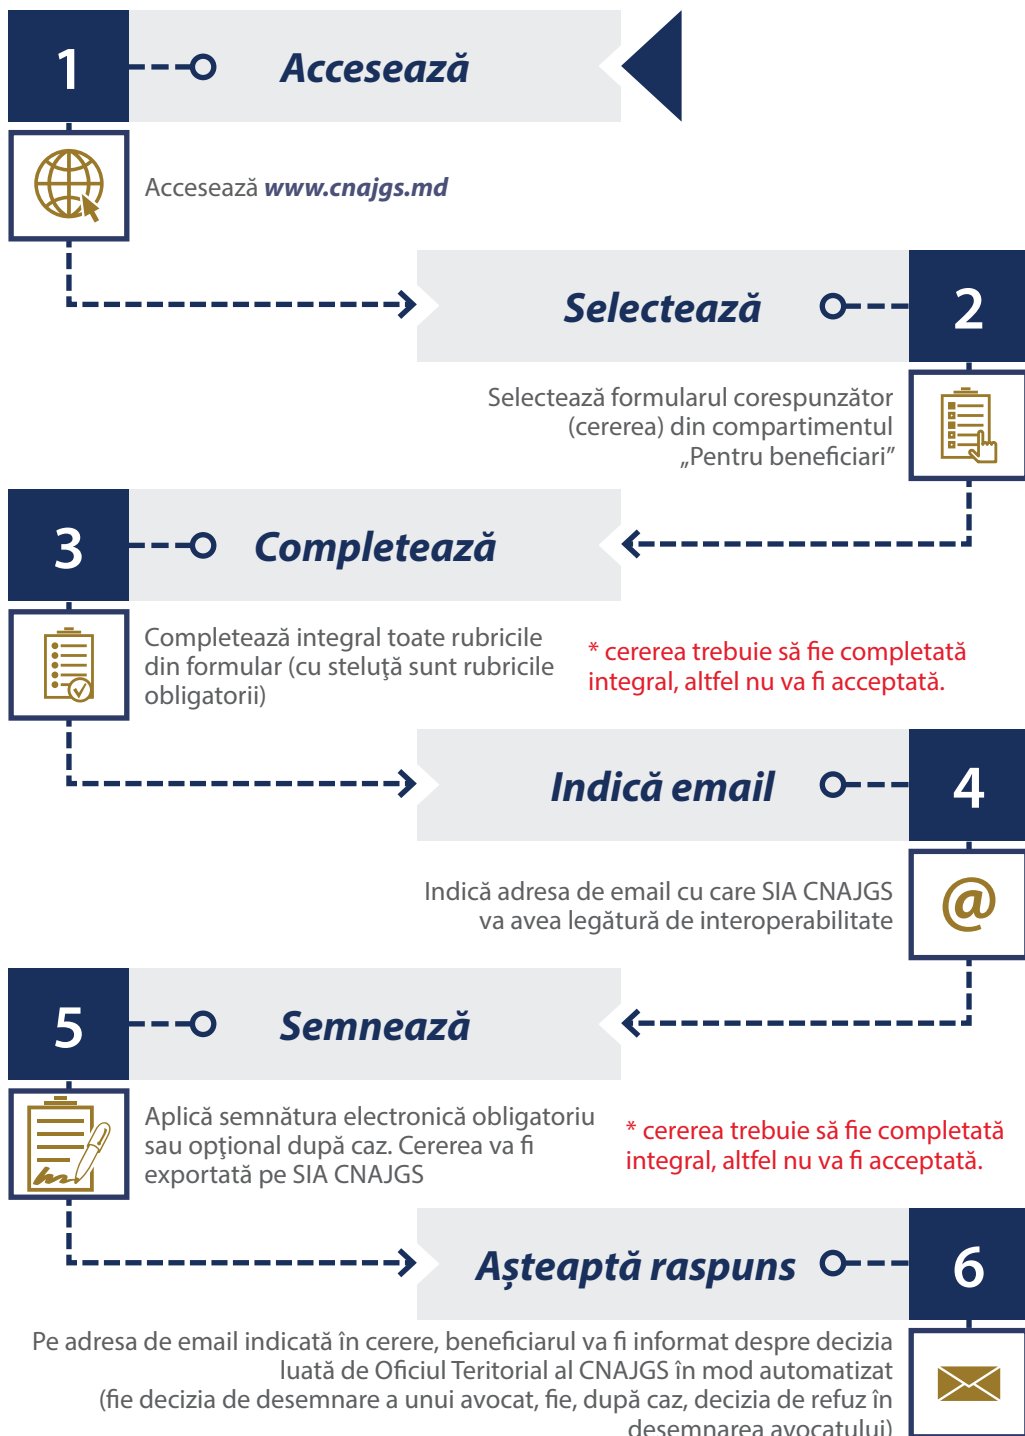 1
Accesează
Accesează www.cnajgs.md
Selectează
2
Selectează formularul corespunzător
(cererea) din compartimentul
„Pentru beneficiari”
3
Completează
Completează integral toate rubricile
din formular (cu steluţă sunt rubricile
obligatorii)
* cererea trebuie să fie completată
integral, altfel nu va fi acceptată.
Indică email
4
Indică adresa de email cu care SIA CNAJGS
va avea legătură de interoperabilitate
@
5
Semnează
Aplică semnătura electronică obligatoriu
sau opţional după caz. Cererea va fi
exportată pe SIA CNAJGS
* cererea trebuie să fie completată
integral, altfel nu va fi acceptată.
Așteaptă raspuns
6
Pe adresa de email indicată în cerere, beneficiarul va fi informat despre decizia
luată de Oficiul Teritorial al CNAJGS în mod automatizat
(fie decizia de desemnare a unui avocat, fie, după caz, decizia de refuz în
desemnarea avocatului)